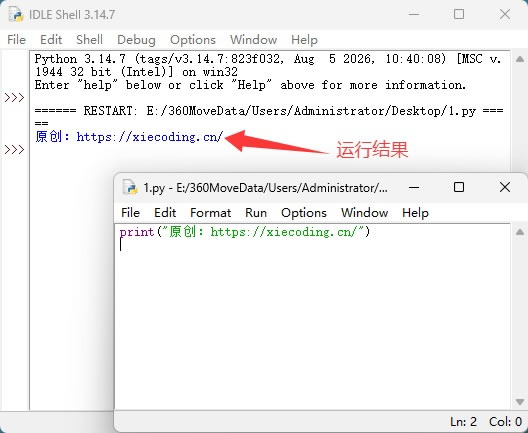 IDLE Shell 3.14.7
File Edit Shell Debug Options Window Help
Python 3.14.7 (tags/v3.14.7:823f032, Aug  5 2026, 10:40:08) [MSC v.
1944 32 bit (Intel)] on win32
Enter "help" below or click "Help" above for more information.
>>>
====== RESTART: E:/360MoveData/Users/Administrator/Desktop/1.py ===
==
原创：https://xiecoding.cn/
>>>
运行结果
1.py - E:/360MoveData/Users/Administrator/...
File Edit Format Run Options Window Help
print("原创：https://xiecoding.cn/")
Ln: 2 Col: 0